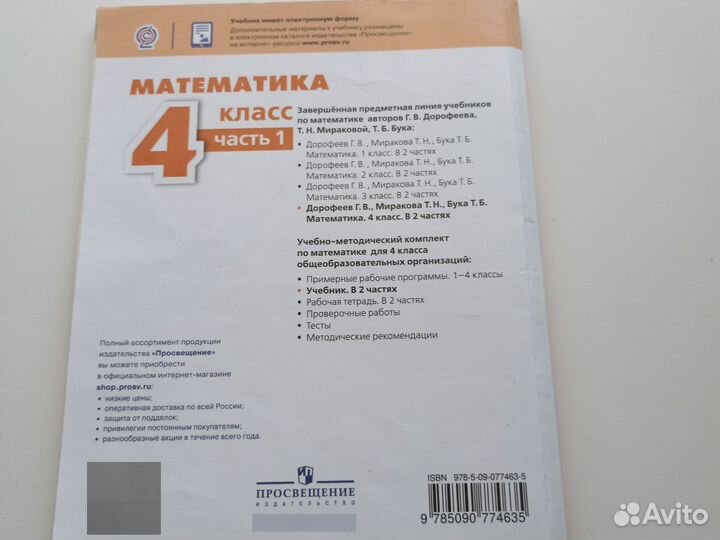 Учебник имеет электронную форму
Дополнительные материалы к учебнику размещены
в электронном каталоге издательства «Просвещение»
на интернет-ресурсе www.prosv.ru
МАТЕМАТИКА
4 класс
часть 1
Завершённая предметная линия учебников
по математике авторов Г. В. Дорофеева,
Т. Н. Мираковой, Т. Б. Бука:
• Дорофеев Г. В. , Миракова Т. Н. , Бука Т. Б.
Математика. 1 класс. В 2 частях
• Дорофеев Г. В. , Миракова Т. Н. , Бука Т. Б.
Математика. 2 класс. В 2 частях
• Дорофеев Г. В. , Миракова Т. Н. , Бука Т. Б.
Математика. 3 класс. В 2 частях
• Дорофеев Г. В., Миракова Т. Н., Бука Т. Б.
Математика. 4 класс. В 2 частях
Учебно-методический комплект
по математике для 4 класса
общеобразовательных организаций:
• Примерные рабочие программы. 1—4 классы
• Учебник. В 2 частях
• Рабочая тетрадь. В 2 частях
• Проверочные работы
• Тесты
• Методические рекомендации
Полный ассортимент продукции
издательства «Просвещение»
вы можете приобрести
в официальном интернет-магазине
shop.prosv.ru:
• низкие цены;
• оперативная доставка по всей России;
• защита от подделок;
• привилегии постоянным покупателям;
• разнообразные акции в течение всего года.
ПРОСВЕЩЕНИЕ
ИЗДАТЕЛЬСТВО
ISBN 978-5-09-077463-5
9 785090 774635
Avito